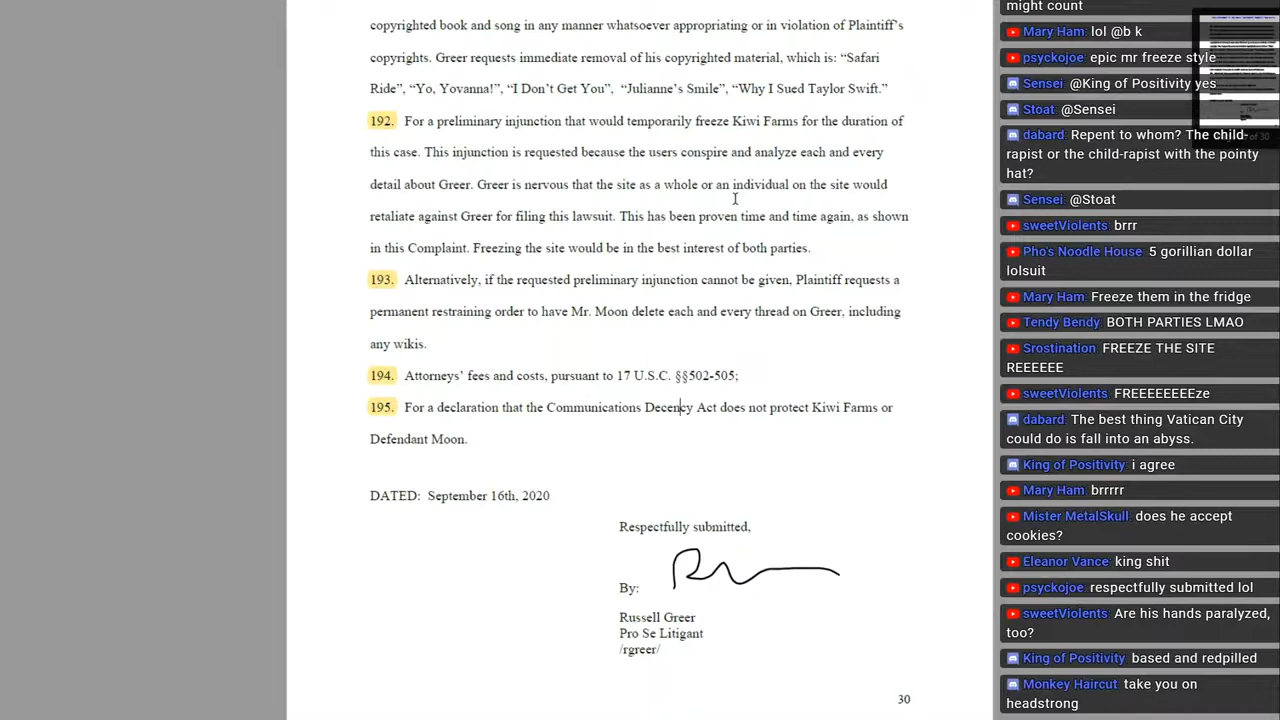 copyrighted book and song in any manner whatsoever appropriating or in violation of Plaintiff's
copyrights. Greer requests immediate removal of his copyrighted material, which is: “Safari
Ride”, “Yo, Yovanna!”, “I Don't Get You”,  “Julianne's Smile”, “Why I Sued Taylor Swift.”
192.  For a preliminary injunction that would temporarily freeze Kiwi Farms for the duration of
this case. This injunction is requested because the users conspire and analyze each and every
detail about Greer. Greer is nervous that the site as a whole or an individual on the site would
retaliate against Greer for filing this lawsuit. This has been proven time and time again, as shown
in this Complaint. Freezing the site would be in the best interest of both parties.
193.  Alternatively, if the requested preliminary injunction cannot be given, Plaintiff requests a
permanent restraining order to have Mr. Moon delete each and every thread on Greer, including
any wikis.
194.  Attorneys' fees and costs, pursuant to 17 U.S.C. §§502-505;
195.  For a declaration that the Communications Decency Act does not protect Kiwi Farms or
Defendant Moon.
DATED:  September 16th, 2020
Respectfully submitted,
By:
Russell Greer
Pro Se Litigant
/rgreer/
30
might count
Mary Ham: lol @b k
psyckojoe: epic mr freeze style
Sensei: @King of Positivity yes
Stoat: @Sensei
of 30
dabard: Repent to whom? The child-
rapist or the child-rapist with the pointy
hat?
Sensei: @Stoat
sweetViolents: brrr
Pho's Noodle House: 5 gorillian dollar
lolsuit
Mary Ham: Freeze them in the fridge
Tendy Bendy: BOTH PARTIES LMAO
Srostination: FREEZE THE SITE
REEEEEE
sweetViolents: FREEEEEEEEze
dabard: The best thing Vatican City
could do is fall into an abyss.
King of Positivity: i agree
Mary Ham: brrrrr
Mister MetalSkull: does he accept
cookies?
Eleanor Vance: king shit
psyckojoe: respectfully submitted lol
sweetViolents: Are his hands paralyzed,
too?
King of Positivity: based and redpilled
Monkey Haircut: take you on
headstrong